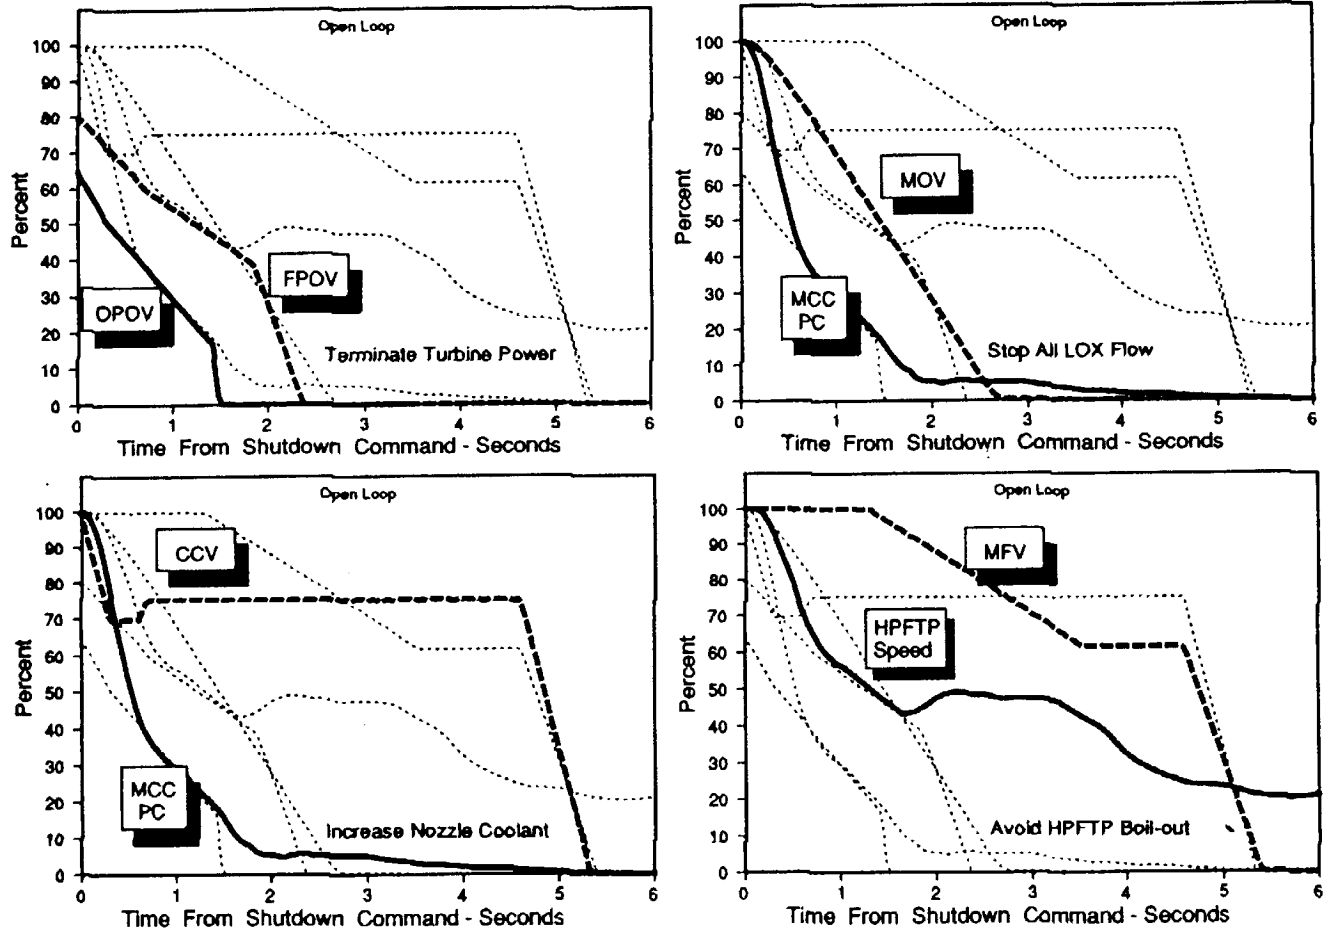 Open Loop
100
90
80
70
60
50
40
30
20
10
0
Percent
FPOV
OPOV
Terminate Turbine Power
0 1 2 3 4 5 6
Time From Shutdown Command - Seconds
Open Loop
100
90
80
70
60
50
40
30
20
10
0
Percent
MOV
MCC
PC
Stop All LOX Flow
0 1 2 3 4 5 6
Time From Shutdown Command - Seconds
Open Loop
100
90
80
70
60
50
40
30
20
10
0
Percent
CCV
MCC
PC
Increase Nozzle Coolant
0 1 2 3 4 5 6
Time From Shutdown Command - Seconds
Open Loop
100
90
80
70
60
50
40
30
20
10
0
Percent
MFV
HPFTP
Speed
Avoid HPFTP Boil-out
0 1 2 3 4 5 6
Time From Shutdown Command - Seconds